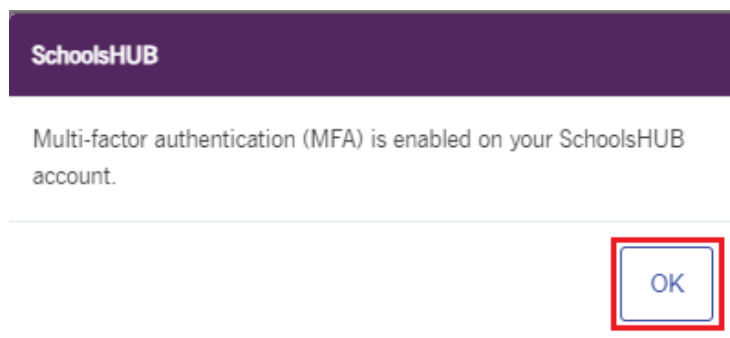 SchoolsHUB
Multi-factor authentication (MFA) is enabled on your SchoolsHUB
account.
OK